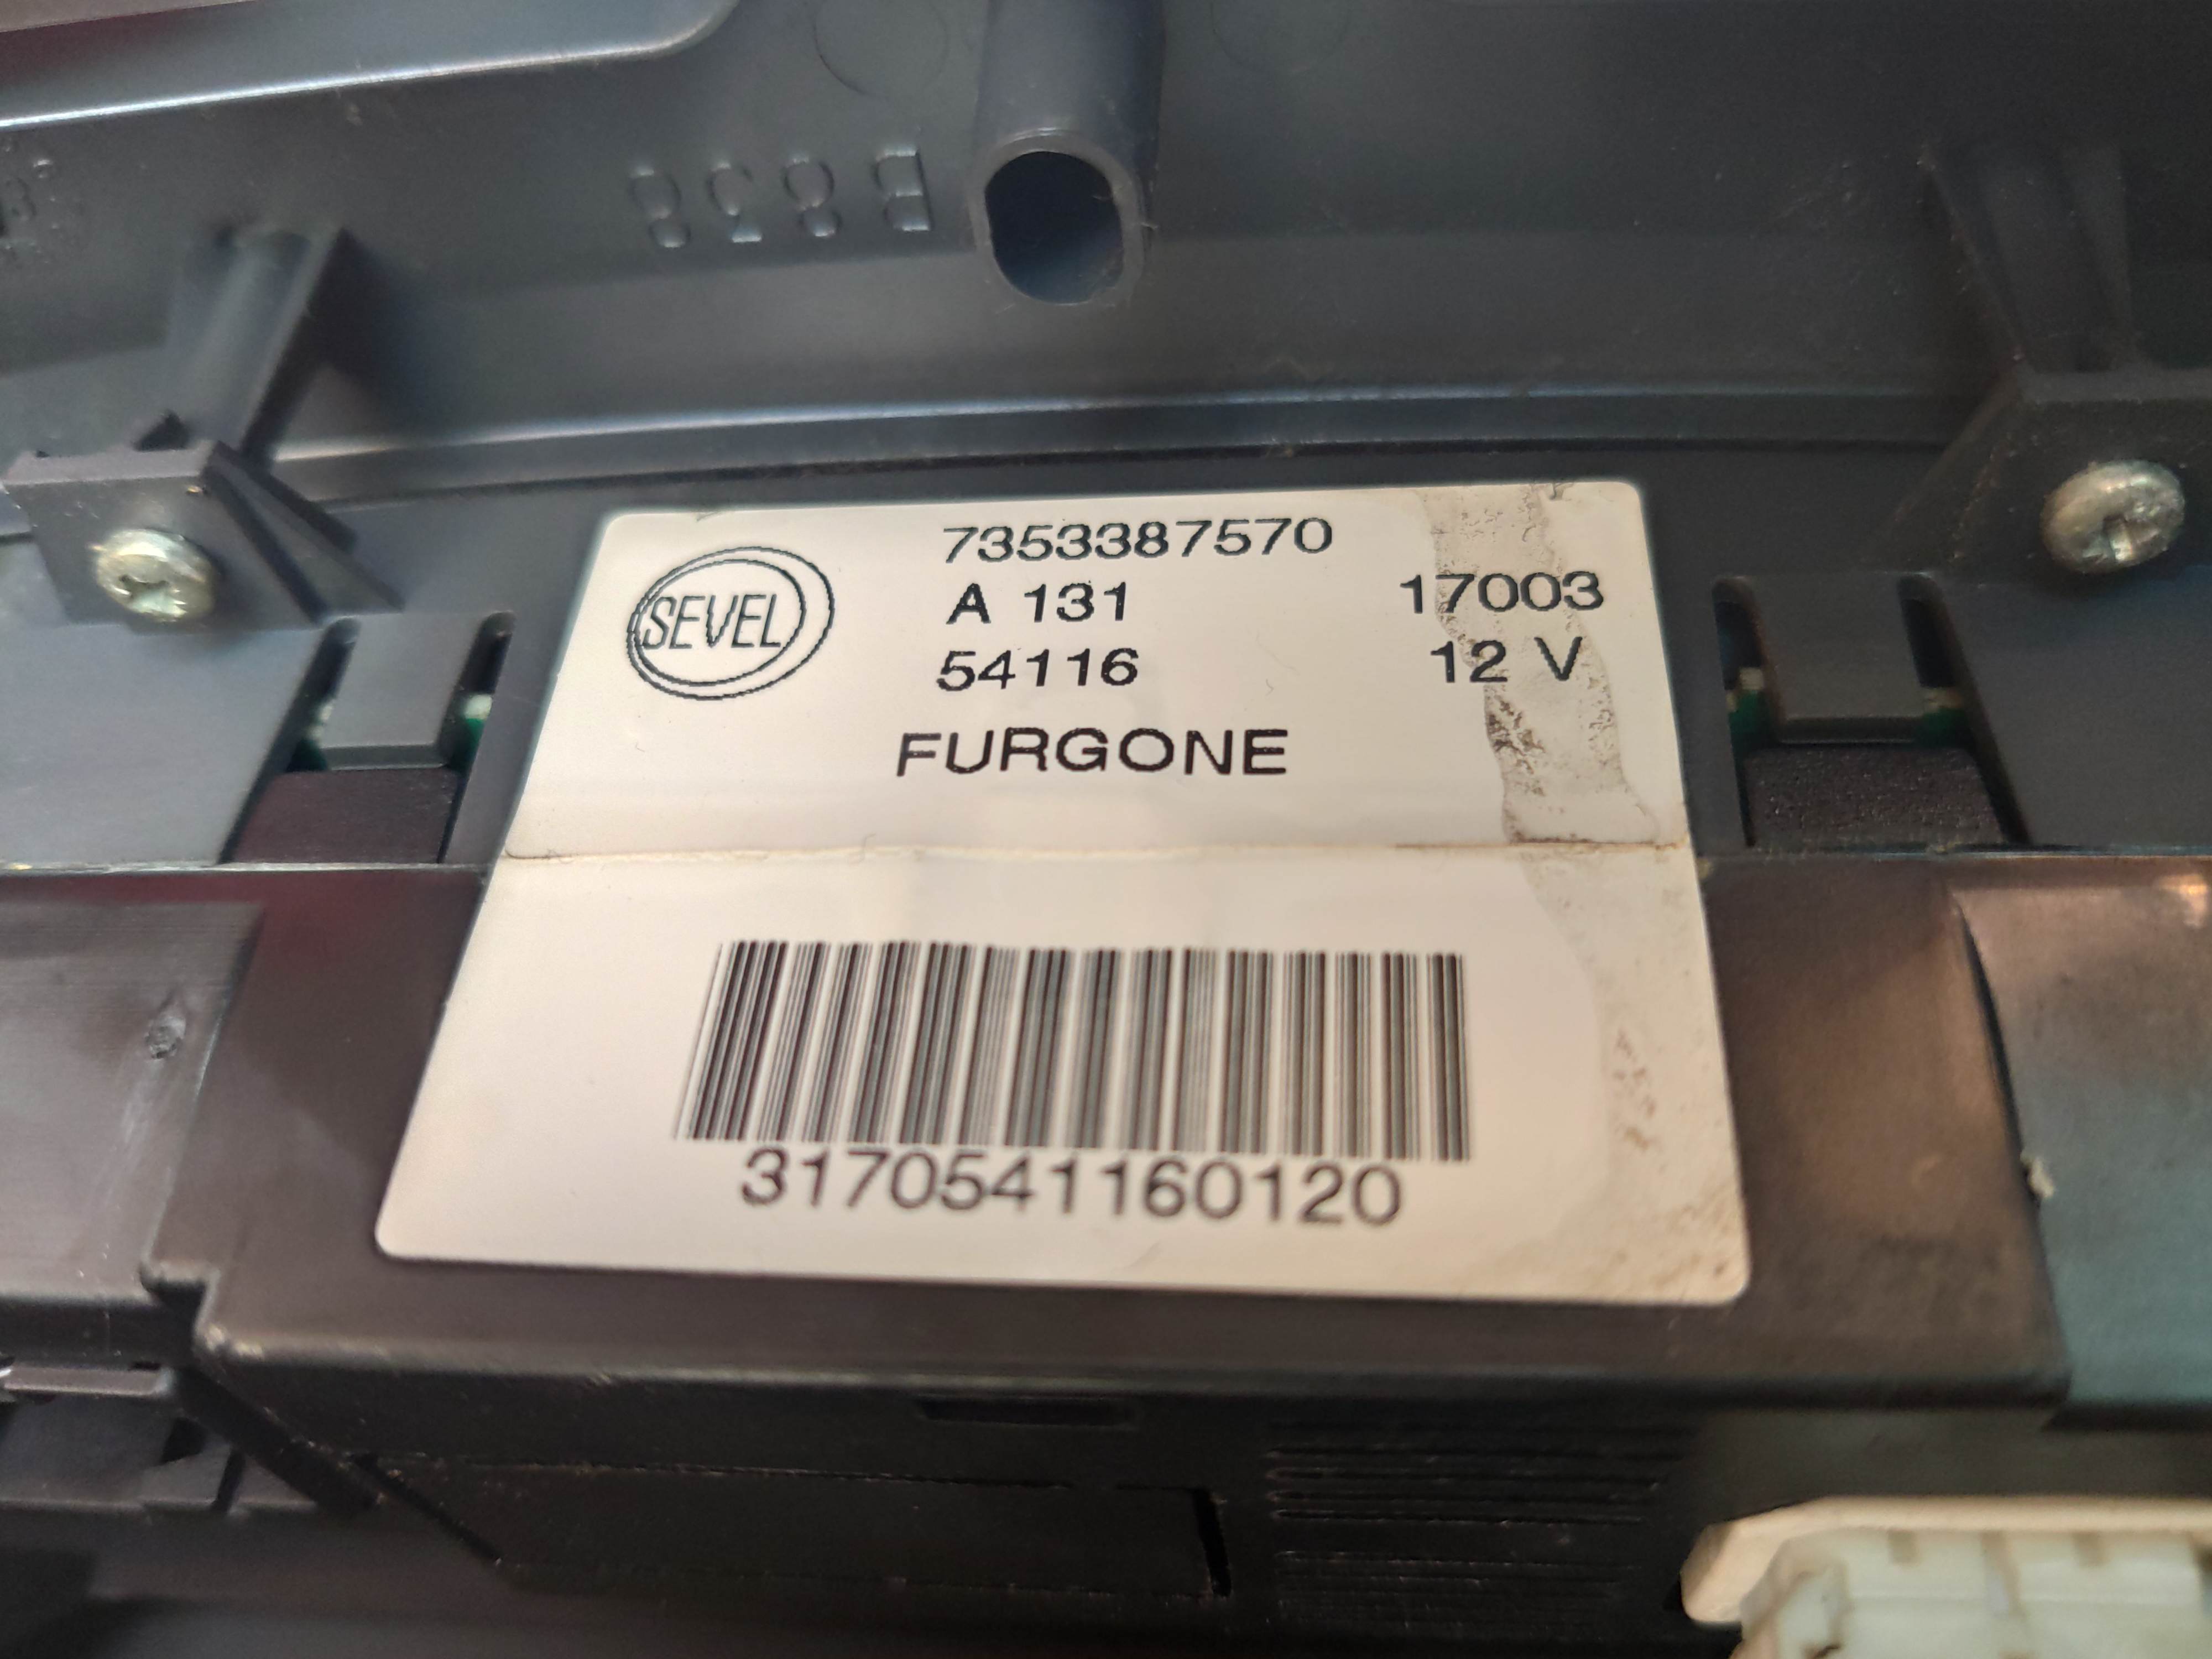 B838
SEVEL
7353387570
A 131
17003
54116
12 V
FURGONE
3170541160120